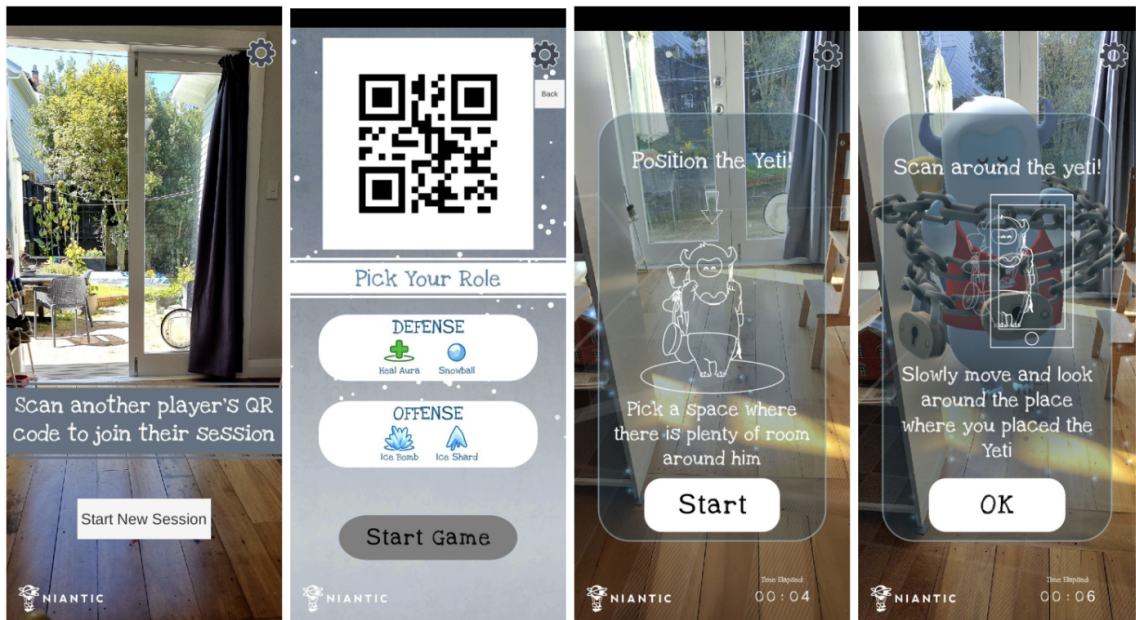 Scan another player's QR
code to join their session
Start New Session
NIANTIC
Back
Pick Your Role
DEFENSE
Heal Aura
Snowball
OFFENSE
Ice Bomb
Ice Shard
Start Game
NIANTIC
Position the Yeti!
Pick a space where
there is plenty of room
around him
Start
Time Elapsed
00:04
NIANTIC
Scan around the yeti!
Slowly move and look
around the place
where you placed the
Yeti
OK
Time Elapsed
00:06
NIANTIC